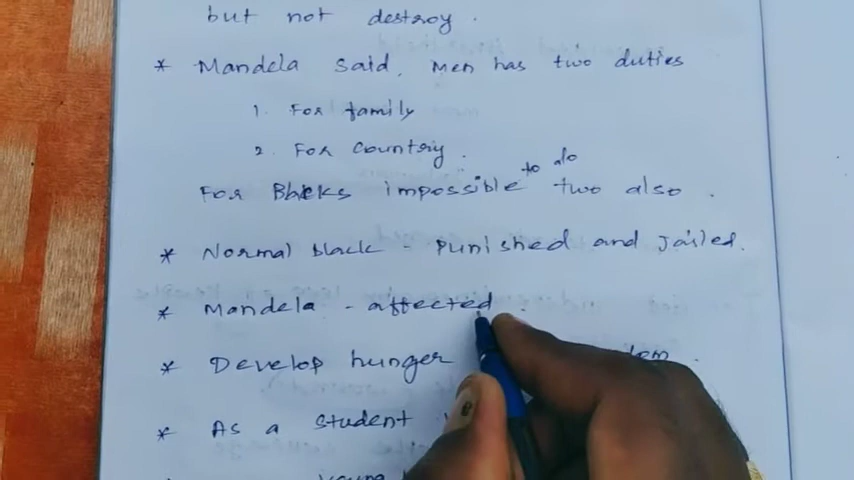 but not destroy.
* Mandela said, Men has two duties
1. For family
2. For country.
For Blacks impossible to do two also.
* Normal black - punished and jailed.
* Mandela - affected.
* Develop hunger
* As a student
young